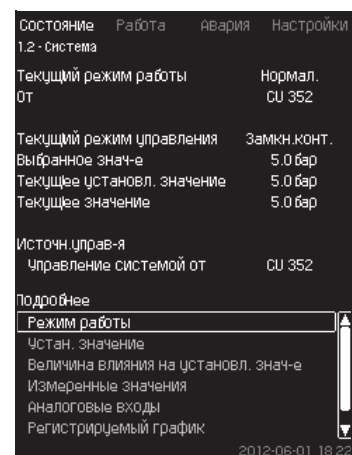 Состояние Работа Авария Настройки
1.2 - Система
Текущий режим работы Нормал.
От CU 352
Текущий режим управления Замкн.конт.
Выбранное знач-е 5.0 бар
Текущее установл. значение 5.0 бар
Текущее значение 5.0 бар
Источн.управ-я
Управление системой от CU 352
Подробнее
Режим работы
Устан. значение
Величина влияния на установл. знач-е
Измеренные значения
Аналоговые входы
Регистрируемый график
2012-06-01 18:22